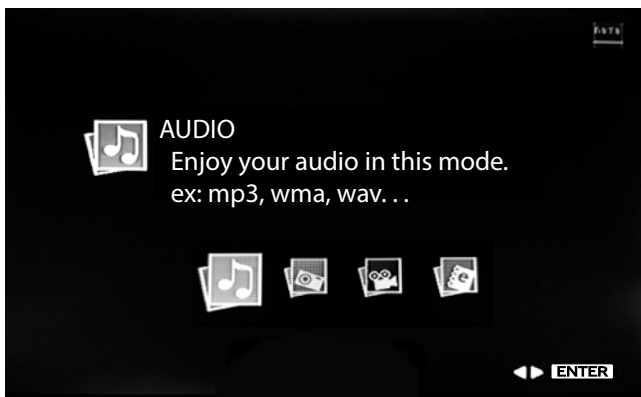 AUDIO
Enjoy your audio in this mode.
ex: mp3, wma, wav. . .
e
ENTER